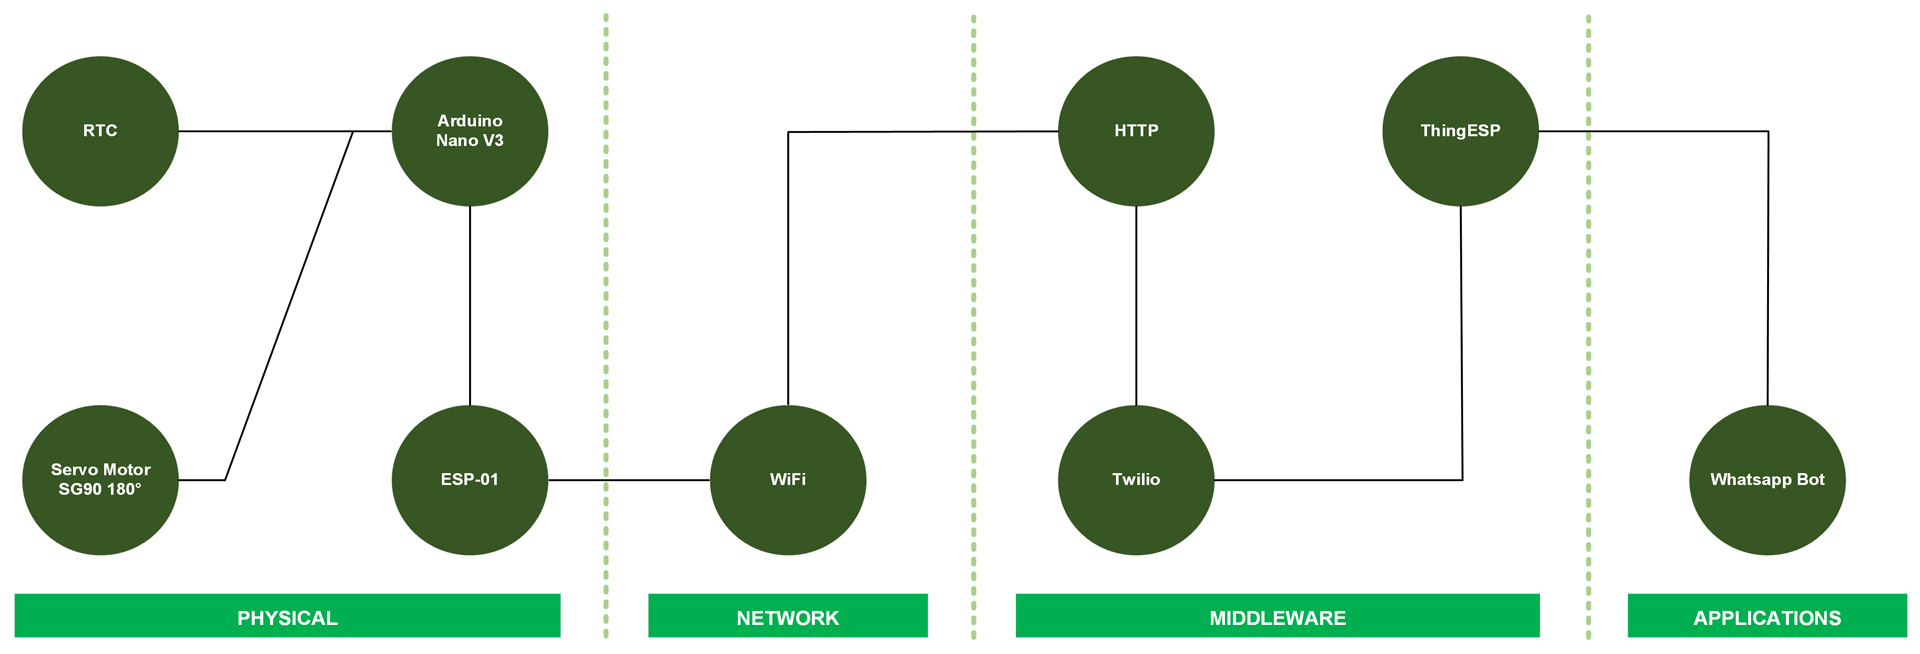 RTC
Arduino
Nano V3
HTTP
ThingESP
Servo Motor
SG90 180°
ESP-01
WiFi
Twilio
Whatsapp Bot
PHYSICAL
NETWORK
MIDDLEWARE
APPLICATIONS